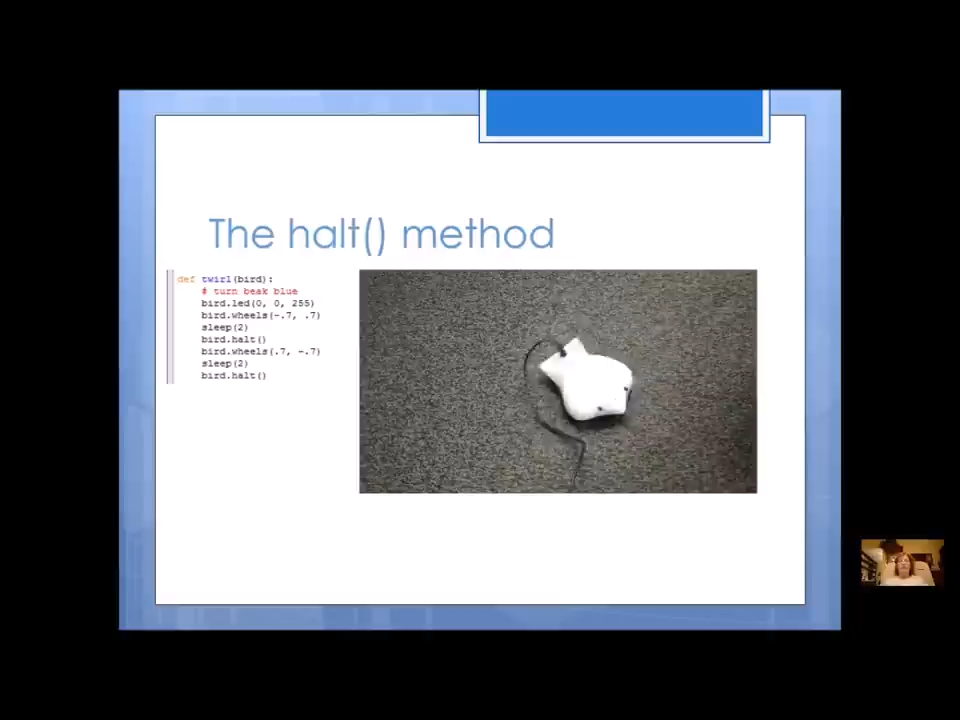 The halt() method
def twirl(bird):
# turn beak blue
bird.led(0, 0, 255)
bird.wheels(-.7, .7)
sleep(2)
bird.halt()
bird.wheels(.7, -.7)
sleep(2)
bird.halt()